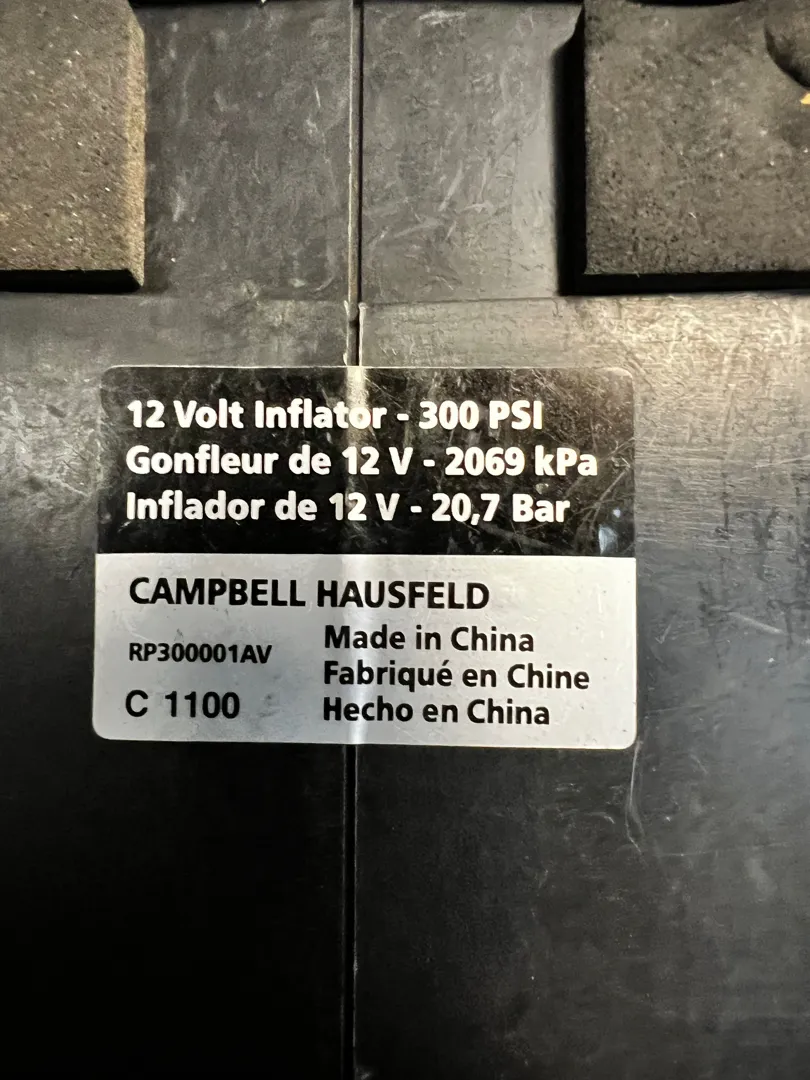 12 Volt Inflator - 300 PSI
Gonfleur de 12 V - 2069 kPa
Inflador de 12 V - 20,7 Bar
CAMPBELL HAUSFELD
RP300001AV
C 1100
Made in China
Fabriqué en Chine
Hecho en China